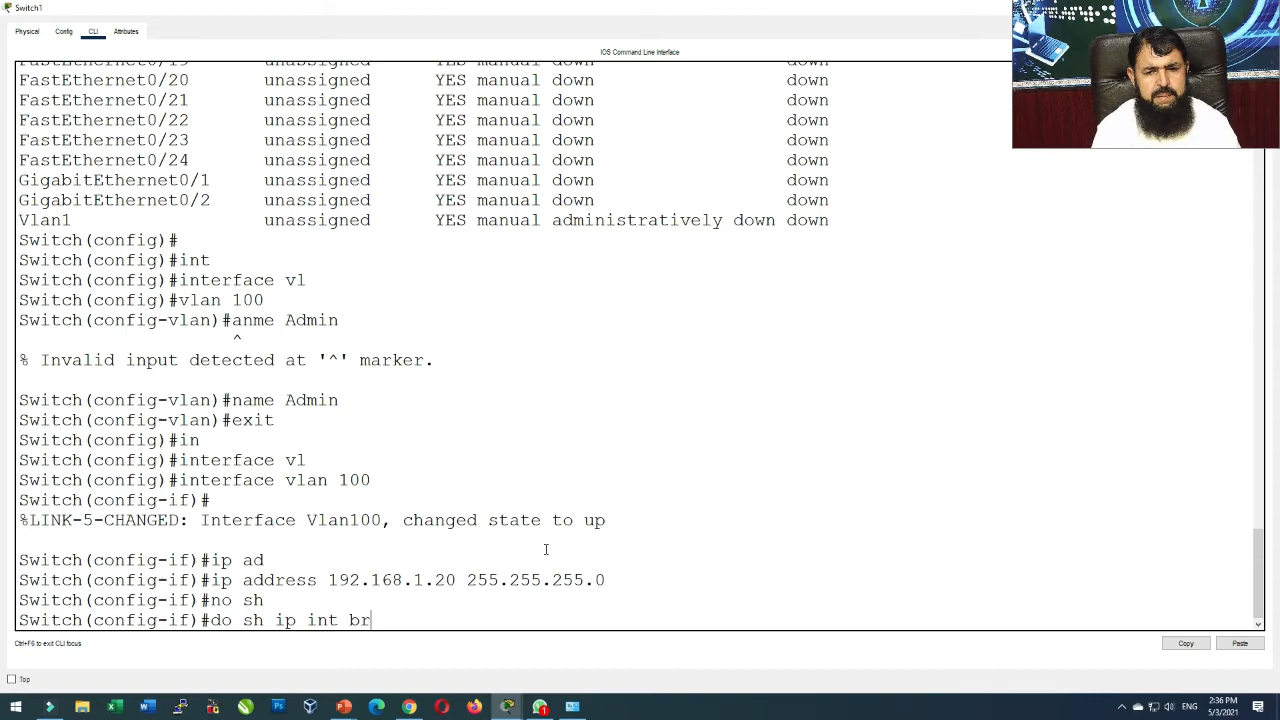 Switch1
Physical Config CLI Attributes
IOS Command Line Interface
FastEthernet0/19 unassigned YES manual down down
FastEthernet0/20 unassigned YES manual down down
FastEthernet0/21 unassigned YES manual down down
FastEthernet0/22 unassigned YES manual down down
FastEthernet0/23 unassigned YES manual down down
FastEthernet0/24 unassigned YES manual down down
GigabitEthernet0/1 unassigned YES manual down down
GigabitEthernet0/2 unassigned YES manual down down
Vlan1 unassigned YES manual administratively down down
Switch(config)#
Switch(config)#int
Switch(config)#interface vl
Switch(config)#vlan 100
Switch(config-vlan)#anme Admin
^
% Invalid input detected at '^' marker.
Switch(config-vlan)#name Admin
Switch(config-vlan)#exit
Switch(config)#in
Switch(config)#interface vl
Switch(config)#interface vlan 100
Switch(config-if)#
%LINK-5-CHANGED: Interface Vlan100, changed state to up
Switch(config-if)#ip ad
Switch(config-if)#ip address 192.168.1.20 255.255.255.0
Switch(config-if)#no sh
Switch(config-if)#do sh ip int br
Ctrl+F6 to exit CLI focus
Copy Paste
Top
2:36 PM
5/3/2021